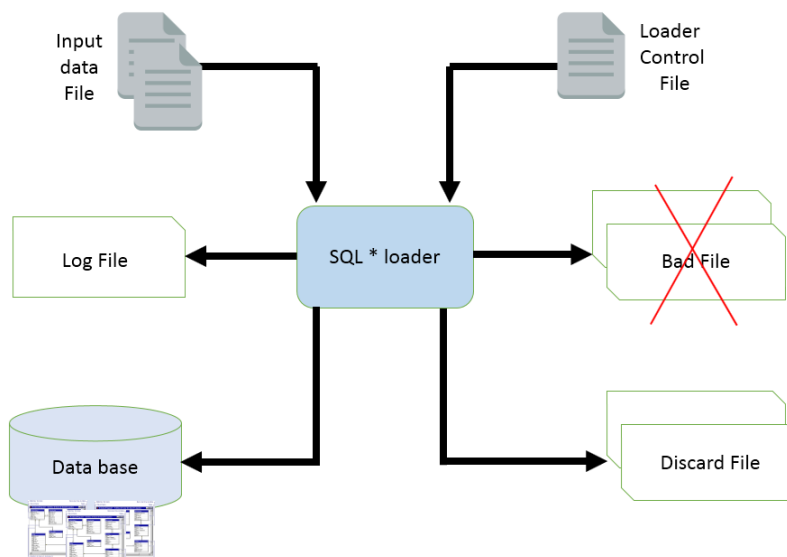 Input
data
File
Loader
Control
File
Log File
SQL * loader
Bad File
Data base
Discard File